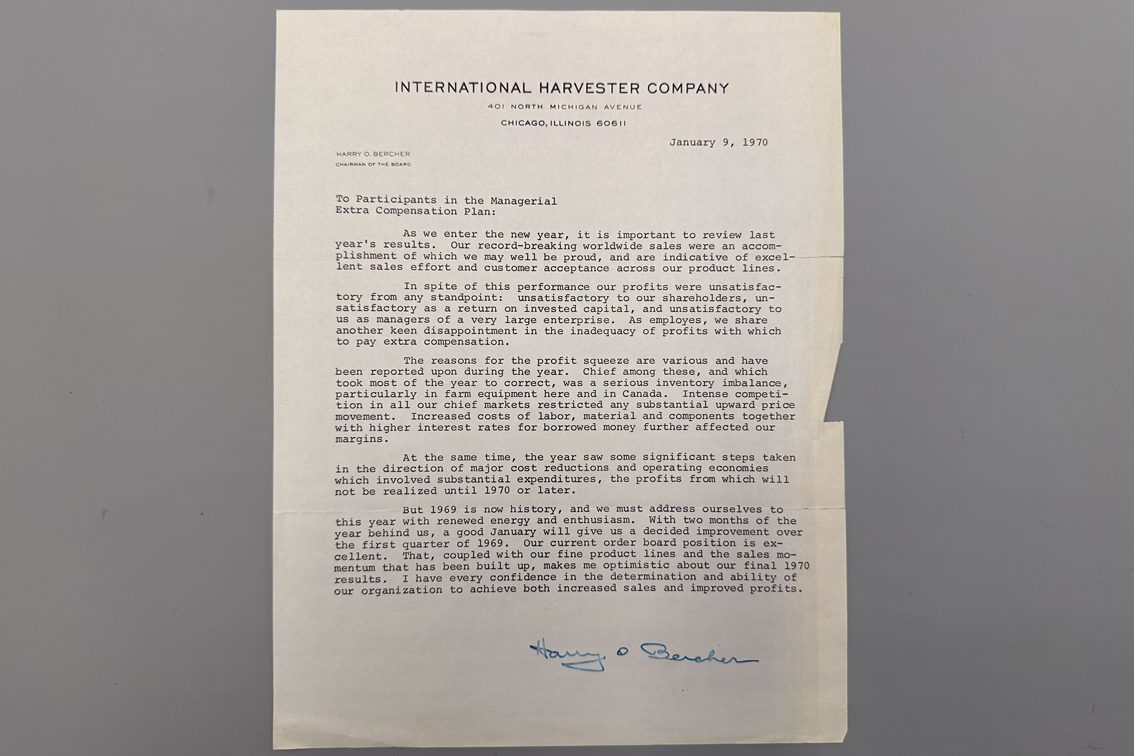 INTERNATIONAL HARVESTER COMPANY
401 NORTH MICHIGAN AVENUE
CHICAGO, ILLINOIS 60611
January 9, 1970
HARRY O. BERCHER
CHAIRMAN OF THE BOARD
To Participants in the Managerial
Extra Compensation Plan:
As we enter the new year, it is important to review last
year's results. Our record-breaking worldwide sales were an accom-
plishment of which we may well be proud, and are indicative of excel-
lent sales effort and customer acceptance across our product lines.
In spite of this performance our profits were unsatisfac-
tory from any standpoint: unsatisfactory to our shareholders, un-
satisfactory as a return on invested capital, and unsatisfactory to
us as managers of a very large enterprise. As employes, we share
another keen disappointment in the inadequacy of profits with which
to pay extra compensation.
The reasons for the profit squeeze are various and have
been reported upon during the year. Chief among these, and which
took most of the year to correct, was a serious inventory imbalance,
particularly in farm equipment here and in Canada. Intense competi-
tion in all our chief markets restricted any substantial upward price
movement. Increased costs of labor, material and components together
with higher interest rates for borrowed money further affected our
margins.
At the same time, the year saw some significant steps taken
in the direction of major cost reductions and operating economies
which involved substantial expenditures, the profits from which will
not be realized until 1970 or later.
But 1969 is now history, and we must address ourselves to
this year with renewed energy and enthusiasm. With two months of the
year behind us, a good January will give us a decided improvement over
the first quarter of 1969. Our current order board position is ex-
cellent. That, coupled with our fine product lines and the sales mo-
mentum that has been built up, makes me optimistic about our final 1970
results. I have every confidence in the determination and ability of
our organization to achieve both increased sales and improved profits.
Harry O Bercher